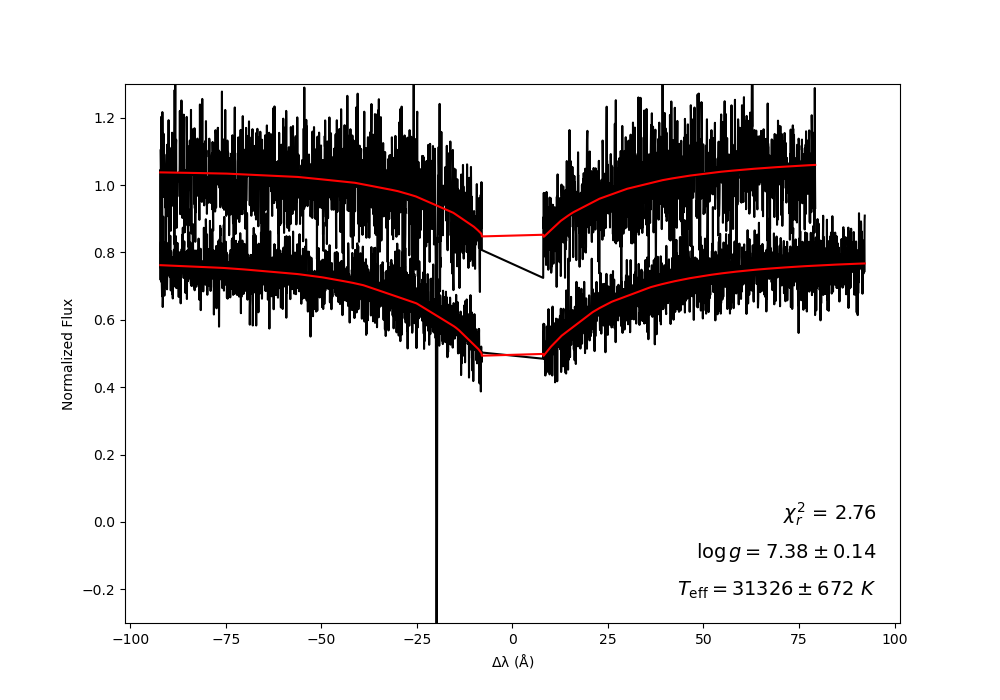 1.2
1.0
0.8
0.6
0.4
0.2
0.0
−0.2
Normalized Flux
χ²ᵣ = 2.76
log g = 7.38 ± 0.14
T_eff = 31326 ± 672 K
−100 −75 −50 −25 0 25 50 75 100
Δλ (Å)